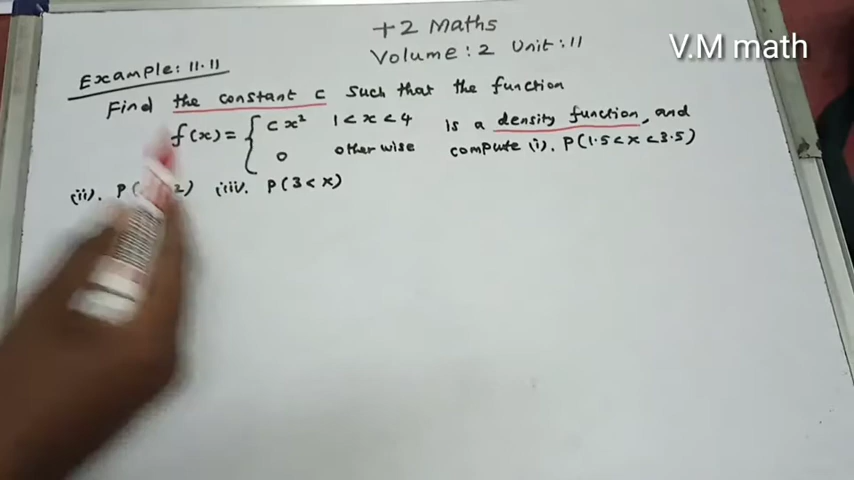 +2 Maths
Volume: 2 Unit: 11
V.M math
Example: 11.11
Find the constant c such that the function
f(x) = { cx² 1 < x < 4
0 otherwise
is a density function, and
compute (i). P(1.5 < x < 3.5)
(ii). P( 2) (iii). P(3 < x)